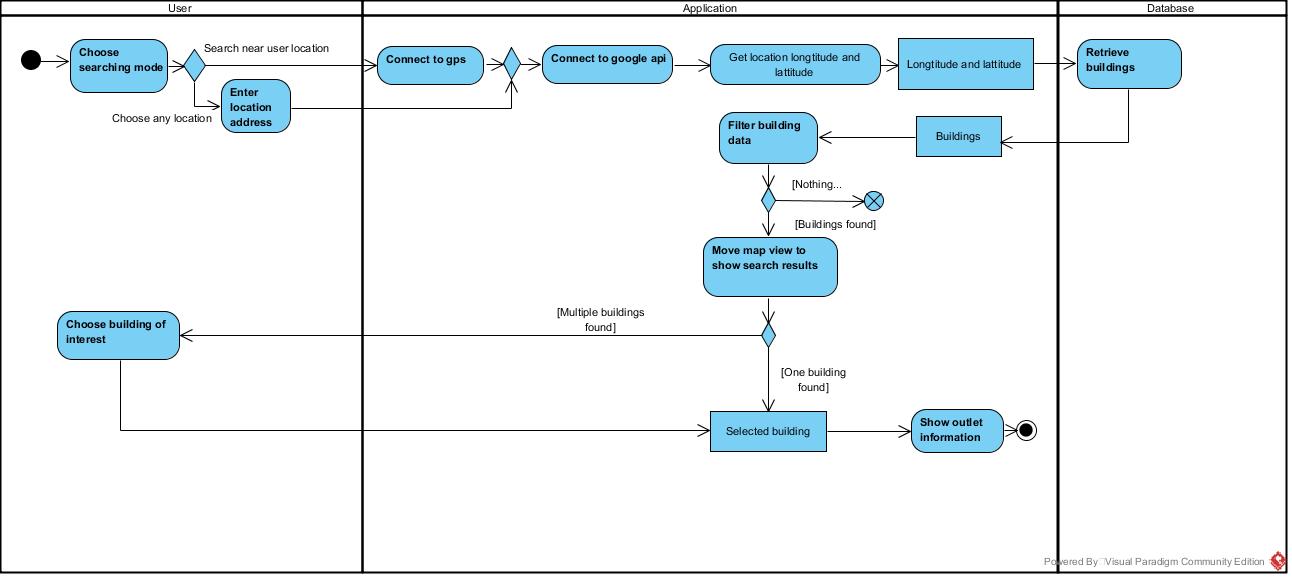 User
Application
Database
Choose
searching mode
Search near user location
Choose any location
Enter
location
address
Connect to gps
Connect to google api
Get location longtitude and
lattitude
Longtitude and lattitude
Retrieve
buildings
Buildings
Filter building
data
[Nothing...
[Buildings found]
Move map view to
show search results
[Multiple buildings
found]
Choose building of
interest
[One building
found]
Selected building
Show outlet
information
Powered By Visual Paradigm Community Edition